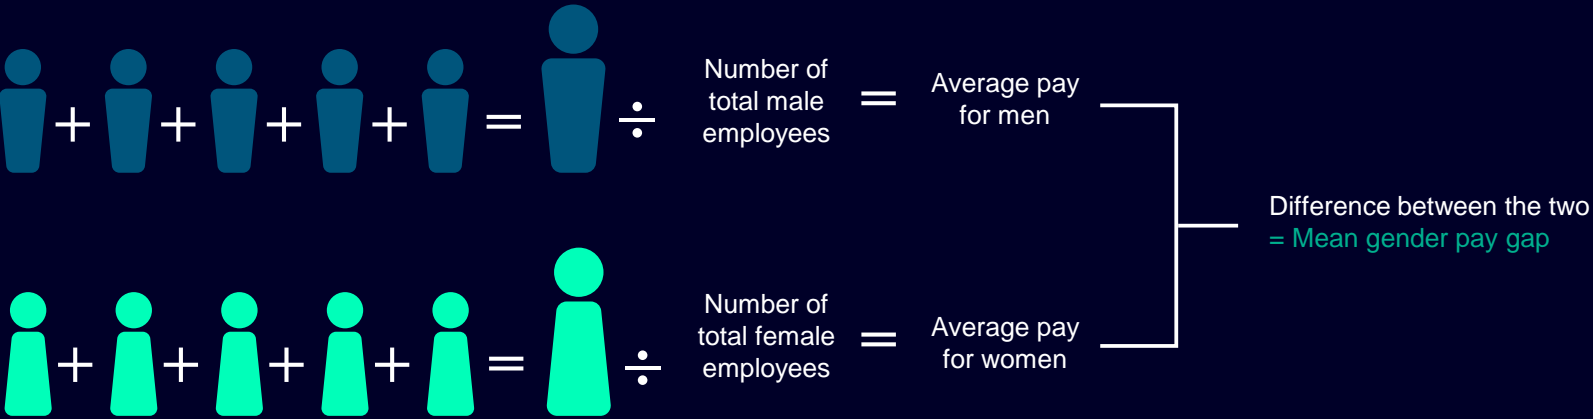 Number of
total male
employees
Average pay
for men
Difference between the two
= Mean gender pay gap
Number of
total female
employees
Average pay
for women